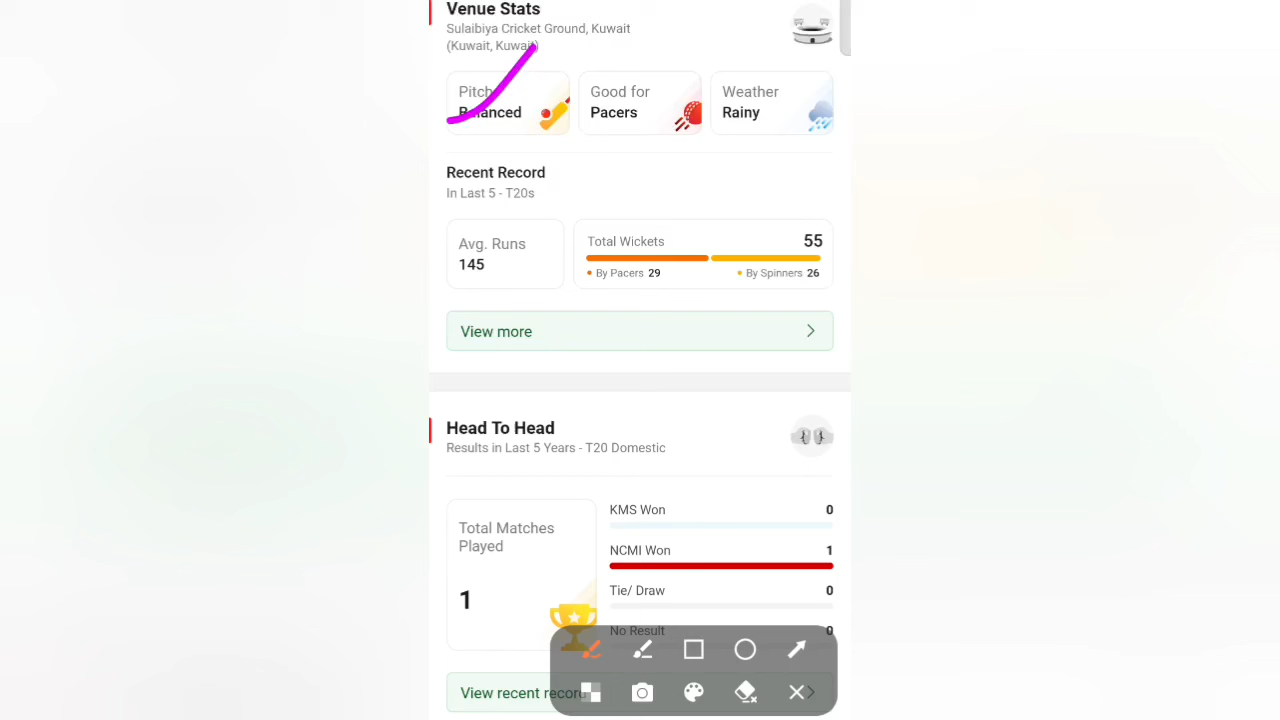 Venue Stats
Sulaibiya Cricket Ground, Kuwait
(Kuwait, Kuwait)
Pitch
Balanced
Good for
Pacers
Weather
Rainy
Recent Record
In Last 5 - T20s
Avg. Runs
145
Total Wickets 55
By Pacers 29 By Spinners 26
View more
Head To Head
Results in Last 5 Years - T20 Domestic
Total Matches
Played
1
KMS Won 0
NCMI Won 1
Tie/ Draw 0
No Result 0
View recent record